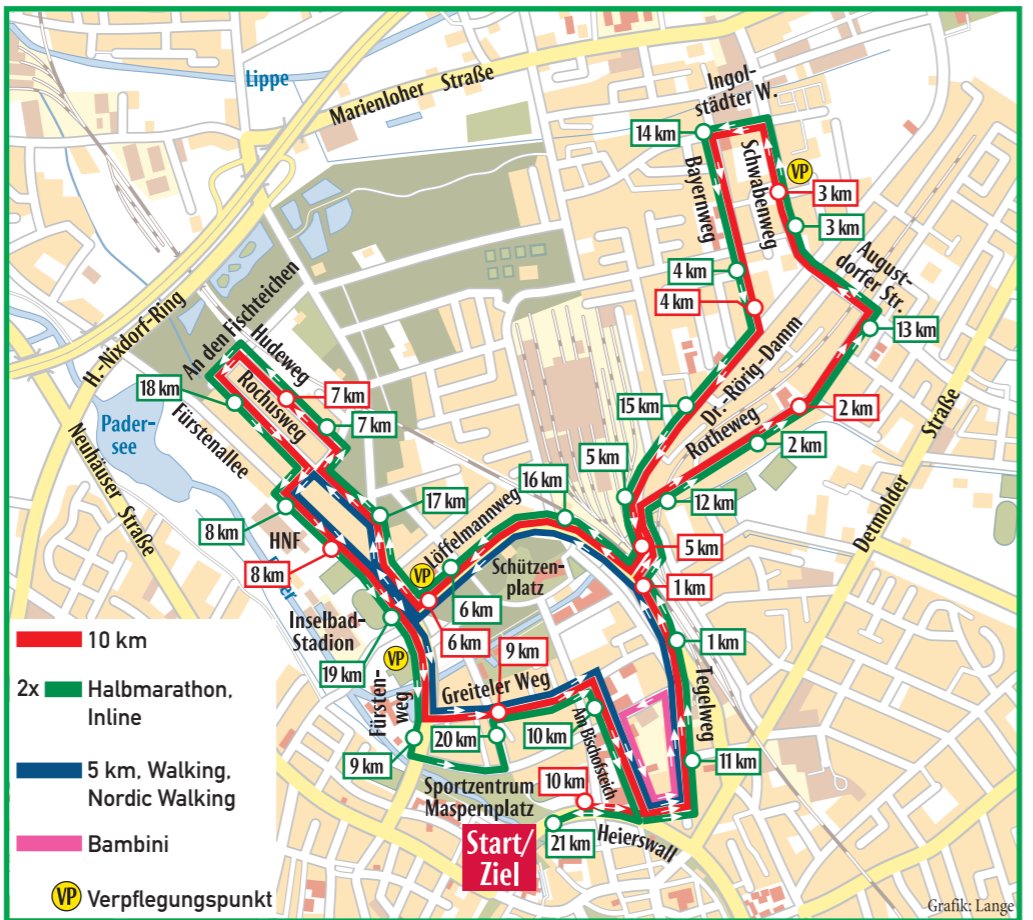 Lippe
Marienloher Straße
Ingol-
städter W.
14 km
Bayernweg
Schwabenweg
VP
3 km
3 km
4 km
4 km
August-
dorfer Str.
13 km
H.-Nixdorf-Ring
An den Fischteichen
Hudeweg
Rochusweg
18 km
7 km
7 km
Fürstenallee
Pader-
see
Neuhäuser Straße
15 km
Dr.-Rörig-Damm
Rotheweg
2 km
2 km
Detmolder Straße
5 km
16 km
12 km
17 km
8 km
HNF
8 km
Löffelmannweg
VP
Schützen-
platz
5 km
1 km
6 km
6 km
Inselbad-
Stadion
19 km
VP
9 km
1 km
Tegelweg
Greiteler Weg
Fürsten-
weg
20 km
10 km
Am Bischofsteich
9 km
11 km
Sportzentrum
Maspernplatz
10 km
21 km
Heierswall
Start/
Ziel
10 km
2x Halbmarathon,
Inline
5 km, Walking,
Nordic Walking
Bambini
VP Verpflegungspunkt
Grafik: Lange